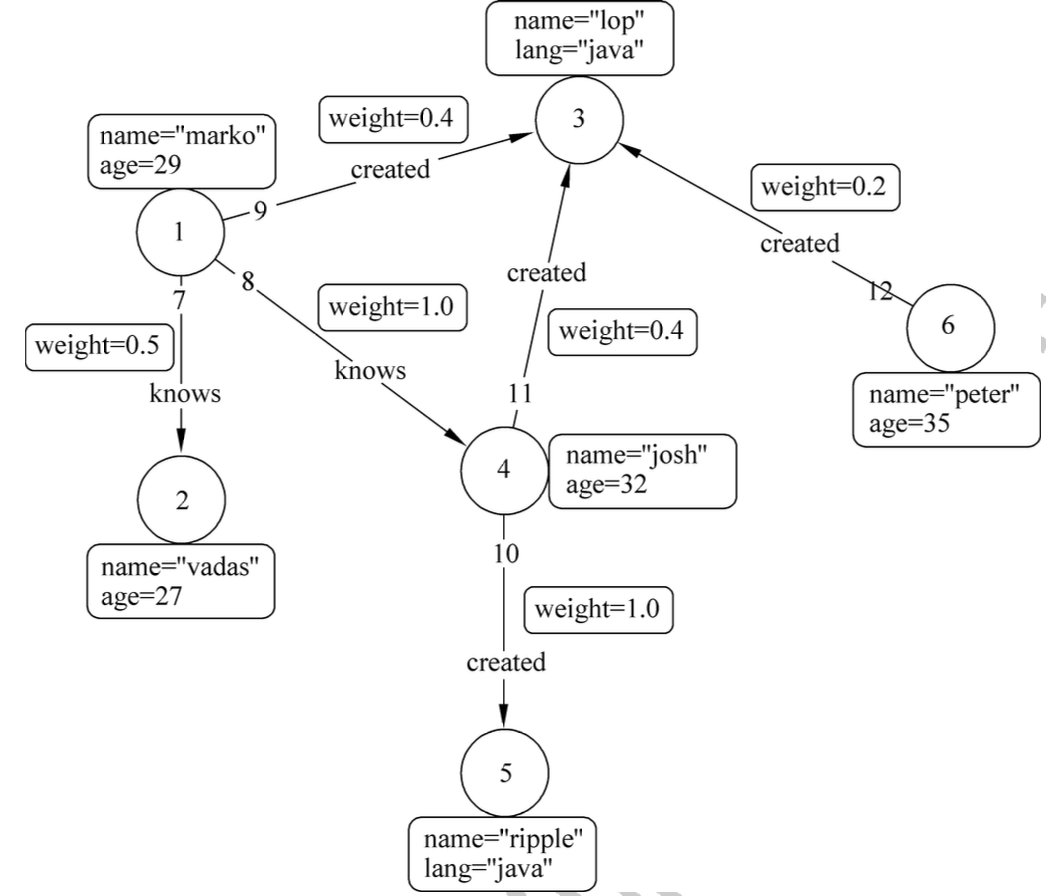 name="lop"
lang="java"
3
weight=0.4
created
name="marko"
age=29
1
9
weight=0.2
created
12
6
name="peter"
age=35
7
weight=0.5
knows
8
weight=1.0
knows
created
weight=0.4
11
4
name="josh"
age=32
2
name="vadas"
age=27
10
weight=1.0
created
5
name="ripple"
lang="java"